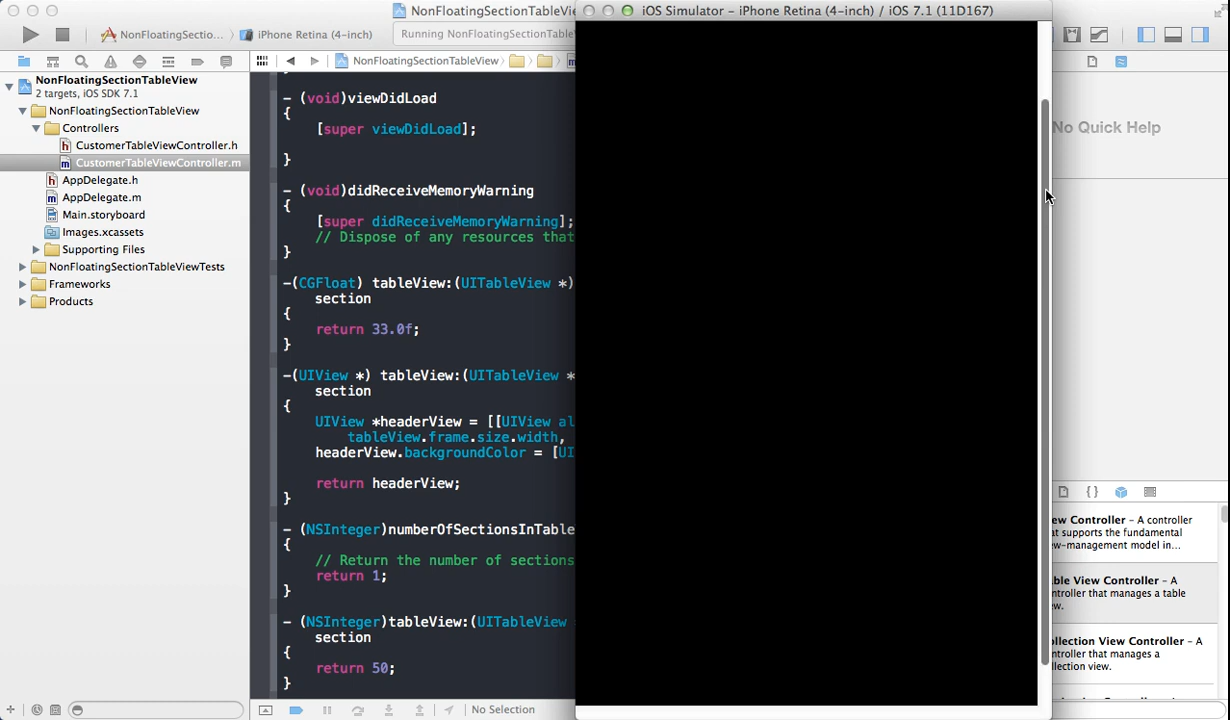 NonFloatingSectionTableVie
iOS Simulator - iPhone Retina (4-inch) / iOS 7.1 (11D167)
NonFloatingSectio...
iPhone Retina (4-inch)
Running NonFloatingSectionTable
NonFloatingSectionTableView
NonFloatingSectionTableView
2 targets, iOS SDK 7.1
NonFloatingSectionTableView
Controllers
CustomerTableViewController.h
CustomerTableViewController.m
AppDelegate.h
AppDelegate.m
Main.storyboard
Images.xcassets
Supporting Files
NonFloatingSectionTableViewTests
Frameworks
Products
- (void)viewDidLoad
{
[super viewDidLoad];
}
- (void)didReceiveMemoryWarning
{
[super didReceiveMemoryWarning];
// Dispose of any resources that
}
-(CGFloat) tableView:(UITableView *)
section
{
return 33.0f;
}
-(UIView *) tableView:(UITableView *
section
{
UIView *headerView = [[UIView al
tableView.frame.size.width,
headerView.backgroundColor = [UI
return headerView;
}
- (NSInteger)numberOfSectionsInTable
{
// Return the number of sections
return 1;
}
- (NSInteger)tableView:(UITableView
section
{
return 50;
}
No Selection
No Quick Help
{ }
ew Controller - A controller
at supports the fundamental
ew-management model in...
ble View Controller - A
ntroller that manages a table
ew.
llection View Controller - A
ntroller that manages a
llection view.